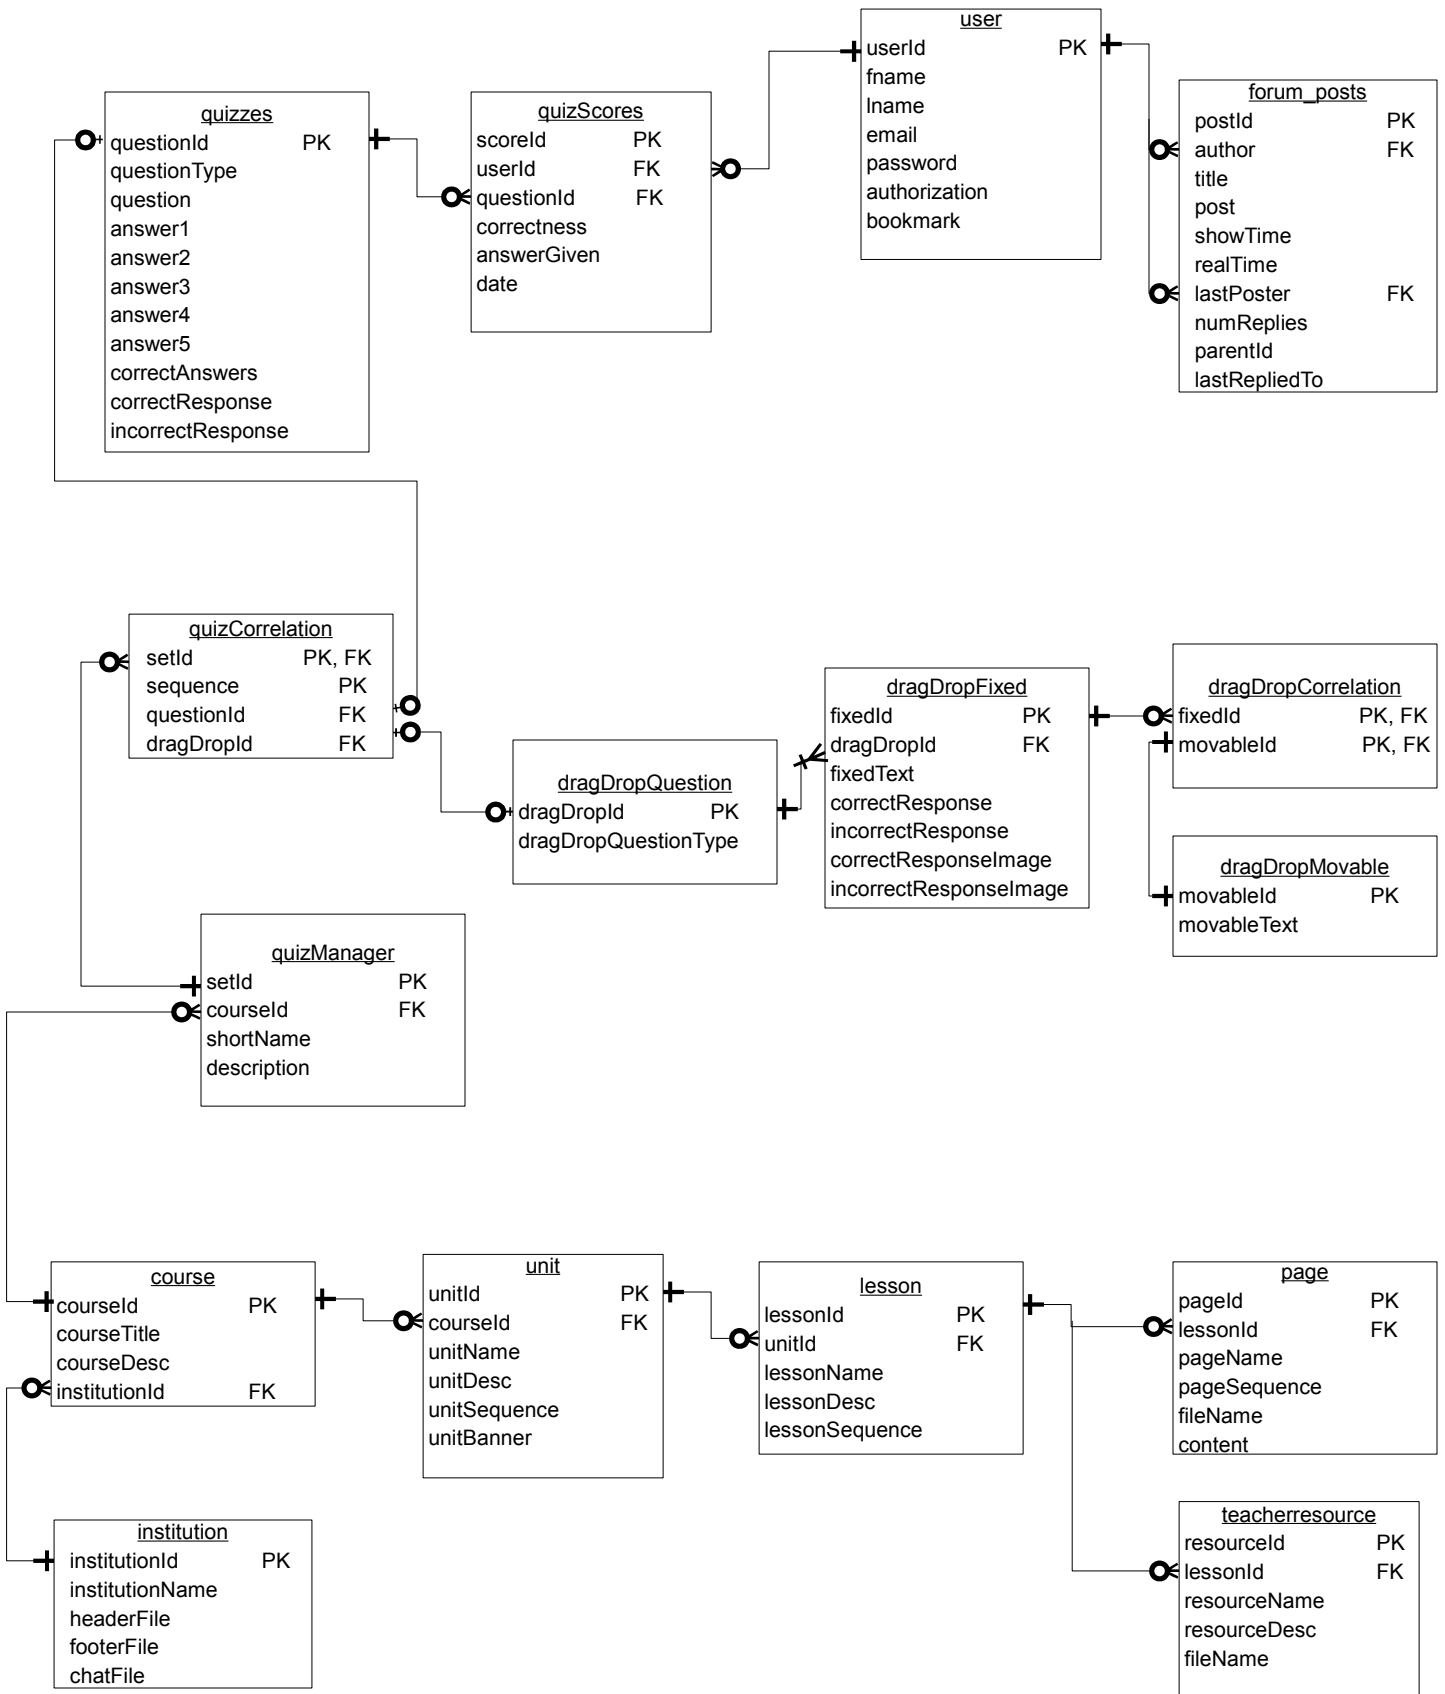 user
userId PK
fname
lname
email
password
authorization
bookmark
forum_posts
postId PK
author FK
title
post
showTime
realTime
lastPoster FK
numReplies
parentId
lastRepliedTo
quizzes
questionId PK
questionType
question
answer1
answer2
answer3
answer4
answer5
correctAnswers
correctResponse
incorrectResponse
quizScores
scoreId PK
userId FK
questionId FK
correctness
answerGiven
date
quizCorrelation
setId PK, FK
sequence PK
questionId FK
dragDropId FK
dragDropQuestion
dragDropId PK
dragDropQuestionType
dragDropFixed
fixedId PK
dragDropId FK
fixedText
correctResponse
incorrectResponse
correctResponseImage
incorrectResponseImage
dragDropCorrelation
fixedId PK, FK
movableId PK, FK
dragDropMovable
movableId PK
movableText
quizManager
setId PK
courseId FK
shortName
description
course
courseId PK
courseTitle
courseDesc
institutionId FK
unit
unitId PK
courseId FK
unitName
unitDesc
unitSequence
unitBanner
lesson
lessonId PK
unitId FK
lessonName
lessonDesc
lessonSequence
page
pageId PK
lessonId FK
pageName
pageSequence
fileName
content
institution
institutionId PK
institutionName
headerFile
footerFile
chatFile
teacherresource
resourceId PK
lessonId FK
resourceName
resourceDesc
fileName